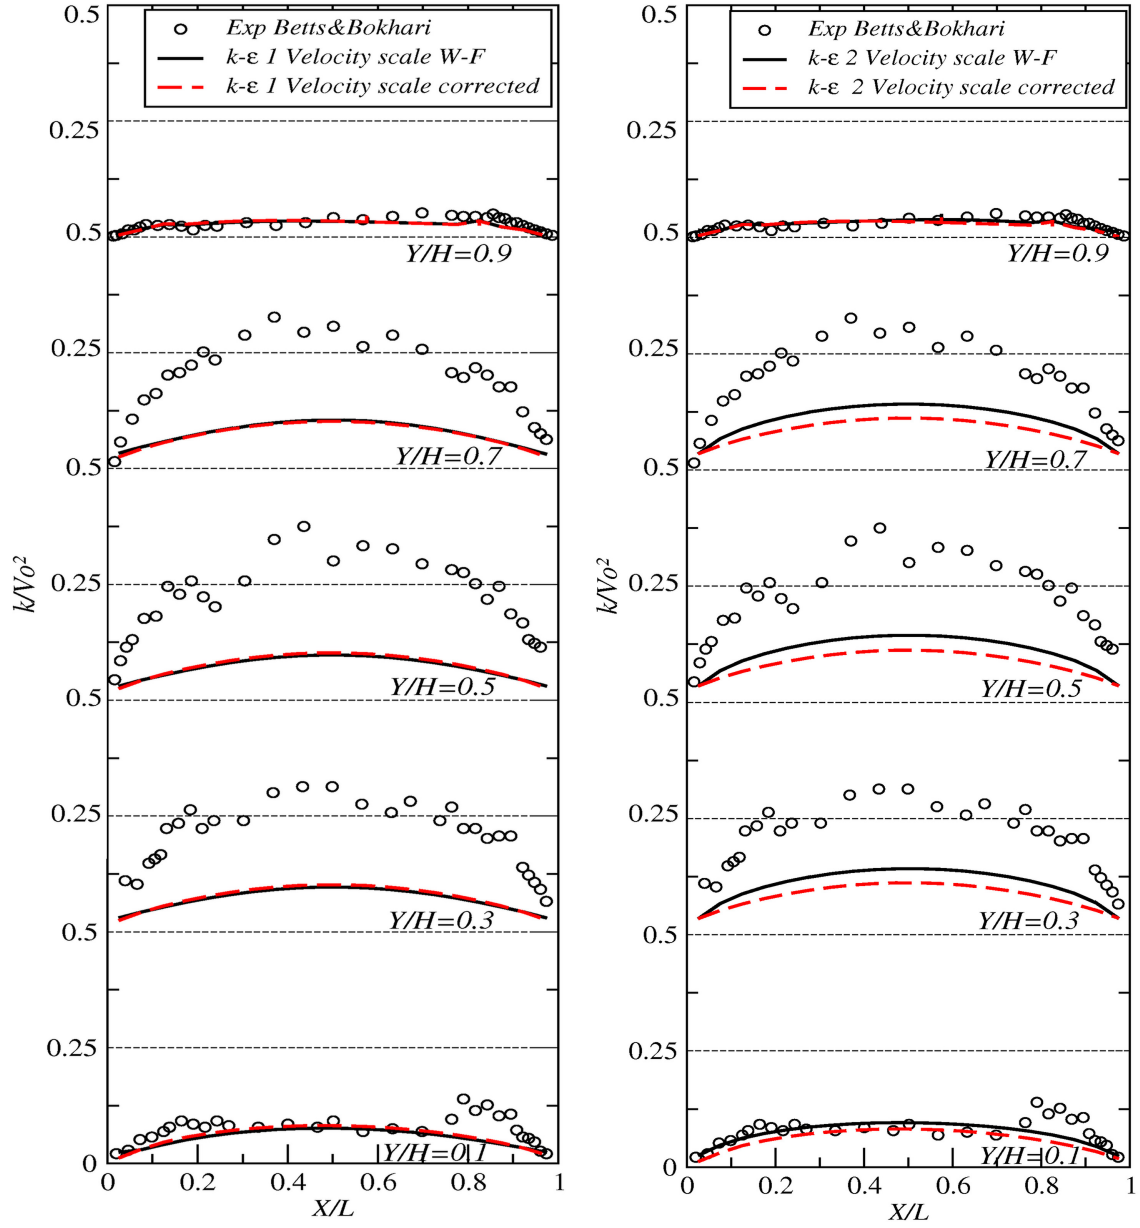 0.5
Exp Betts&Bokhari
k-ε 1 Velocity scale W-F
k-ε 1 Velocity scale corrected
0.25
0.5
Y/H=0.9
0.25
Y/H=0.7
0.5
k/Vo²
0.25
Y/H=0.5
0.5
0.25
Y/H=0.3
0.5
0.25
Y/H=0.1
0
0 0.2 0.4 0.6 0.8 1
X/L
0.5
Exp Betts&Bokhari
k-ε 2 Velocity scale W-F
k-ε 2 Velocity scale corrected
0.25
0.5
Y/H=0.9
0.25
Y/H=0.7
0.5
k/Vo²
0.25
Y/H=0.5
0.5
0.25
Y/H=0.3
0.5
0.25
Y/H=0.1
0
0 0.2 0.4 0.6 0.8 1
X/L